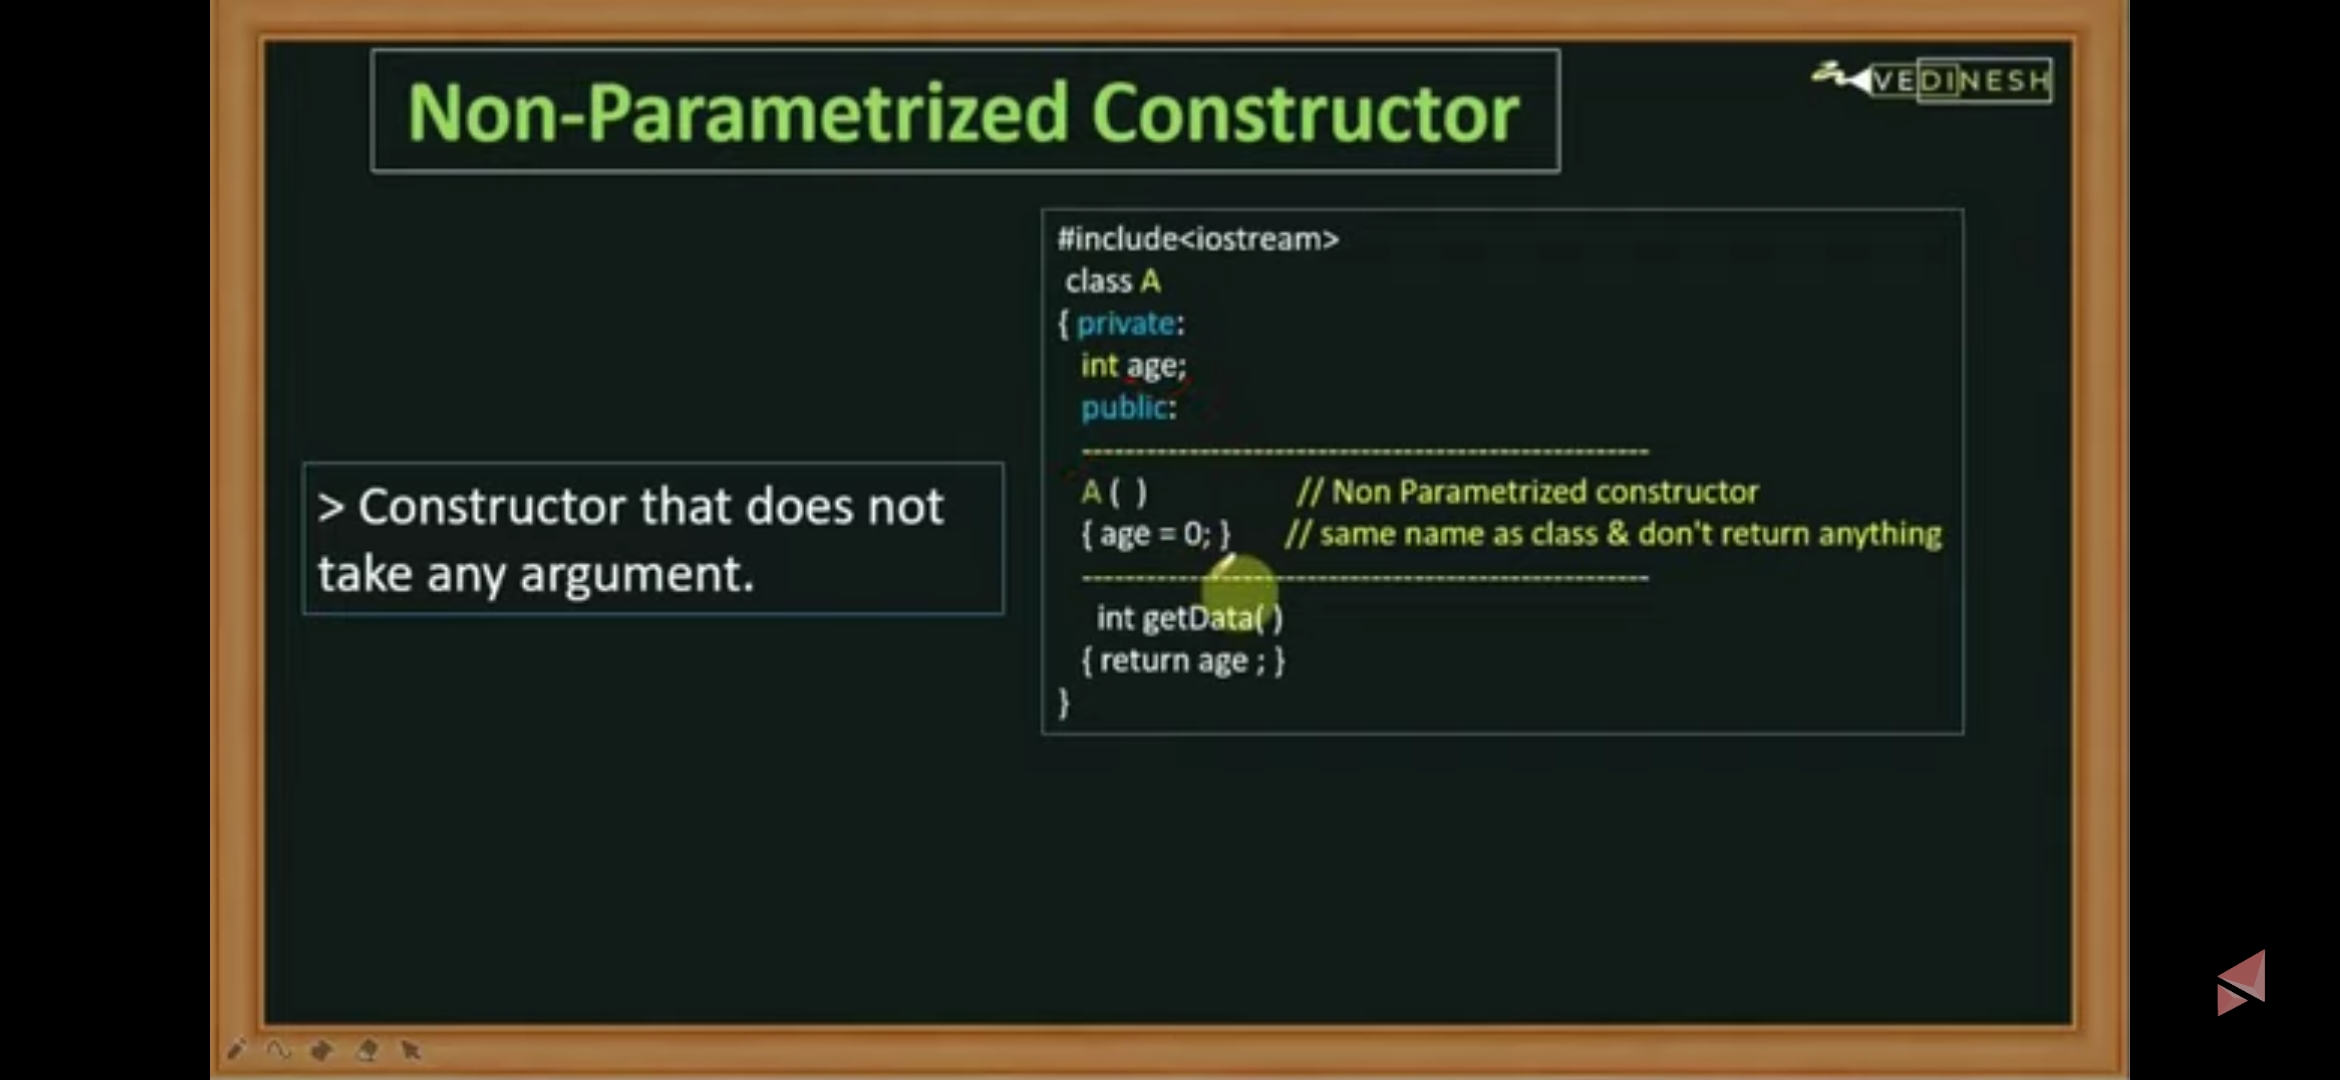 Non-Parametrized Constructor
VEDINESH
> Constructor that does not
take any argument.
#include<iostream>
class A
{ private:
int age;
public:
------------------------------------------------------------
A ( ) // Non Parametrized constructor
{ age = 0; } // same name as class & don't return anything
------------------------------------------------------------
int getData( )
{ return age ; }
}